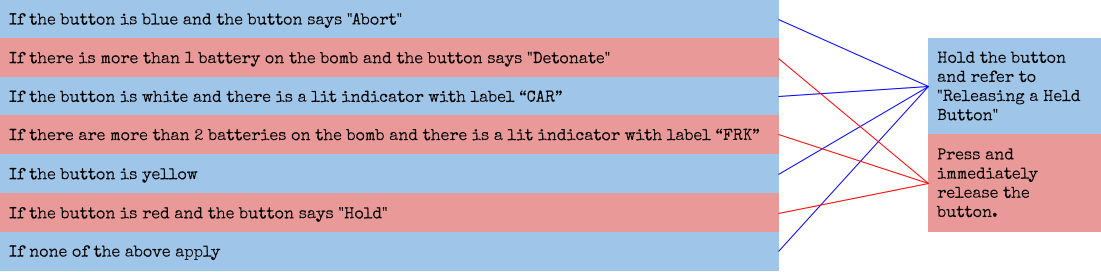 If the button is blue and the button says "Abort"
If there is more than 1 battery on the bomb and the button says "Detonate"
If the button is white and there is a lit indicator with label “CAR”
If there are more than 2 batteries on the bomb and there is a lit indicator with label “FRK”
If the button is yellow
If the button is red and the button says "Hold"
If none of the above apply
Hold the button
and refer to
"Releasing a Held
Button"
Press and
immediately
release the
button.